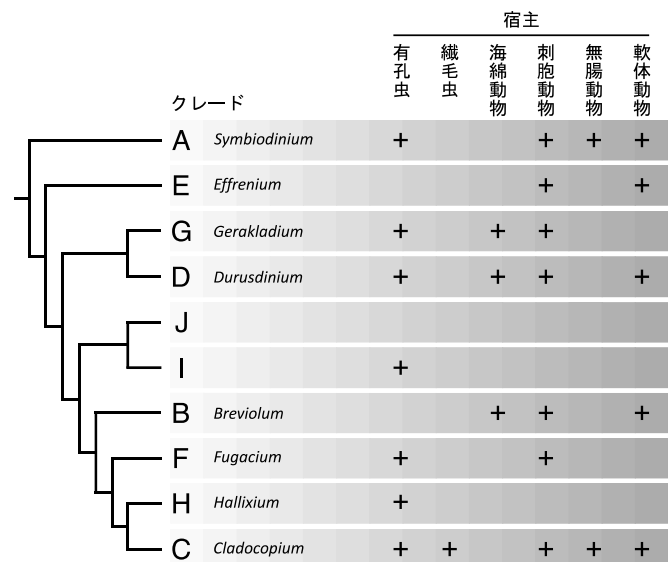 宿主
有孔虫 繊毛虫 海綿動物 刺胞動物 無腸動物 軟体動物
クレード
A Symbiodinium + + + +
E Effrenium + +
G Gerakladium + + +
D Durusdinium + + + +
J
I +
B Breviolum + + +
F Fugacium + +
H Hallixium +
C Cladocopium + + + + +